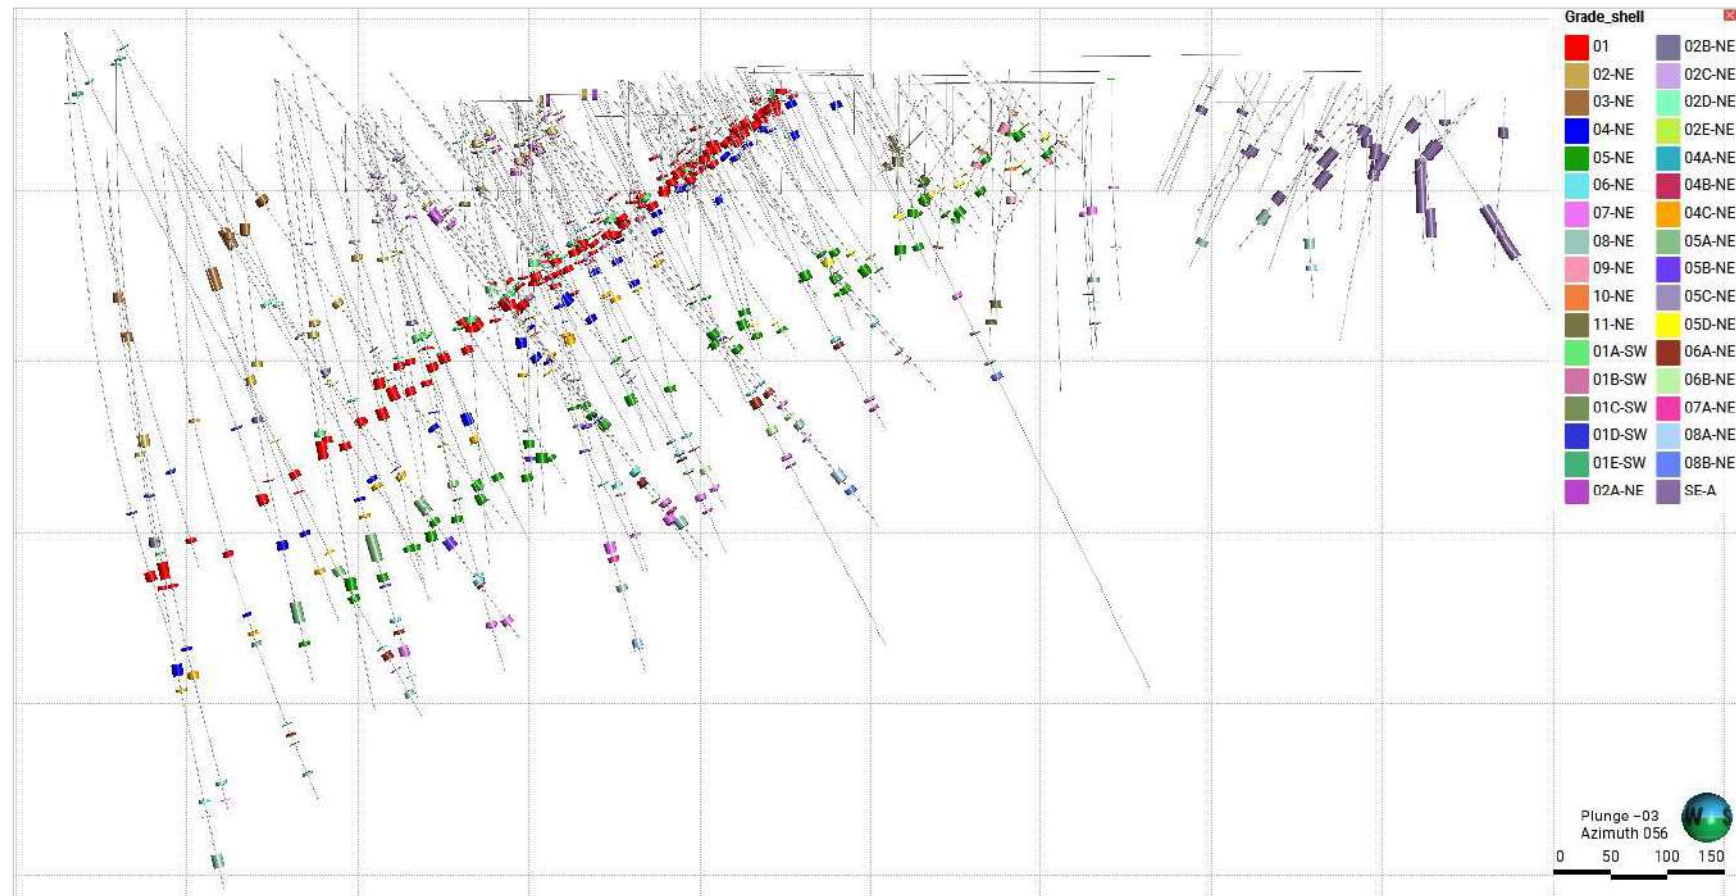 Grade_shell
01
02-NE
03-NE
04-NE
05-NE
06-NE
07-NE
08-NE
09-NE
10-NE
11-NE
01A-SW
01B-SW
01C-SW
01D-SW
01E-SW
02A-NE
02B-NE
02C-NE
02D-NE
02E-NE
04A-NE
04B-NE
04C-NE
05A-NE
05B-NE
05C-NE
05D-NE
06A-NE
06B-NE
07A-NE
08A-NE
08B-NE
SE-A
Plunge -03
Azimuth 056
W S
0 50 100 150